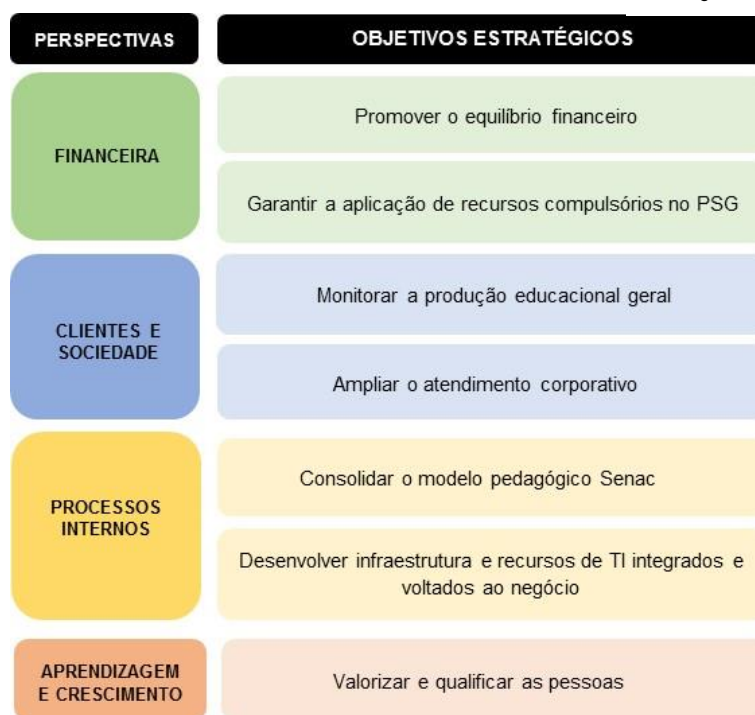 PERSPECTIVAS
OBJETIVOS ESTRATÉGICOS
FINANCEIRA
Promover o equilíbrio financeiro
Garantir a aplicação de recursos compulsórios no PSG
CLIENTES E
SOCIEDADE
Monitorar a produção educacional geral
Ampliar o atendimento corporativo
PROCESSOS
INTERNOS
Consolidar o modelo pedagógico Senac
Desenvolver infraestrutura e recursos de TI integrados e
voltados ao negócio
APRENDIZAGEM
E CRESCIMENTO
Valorizar e qualificar as pessoas